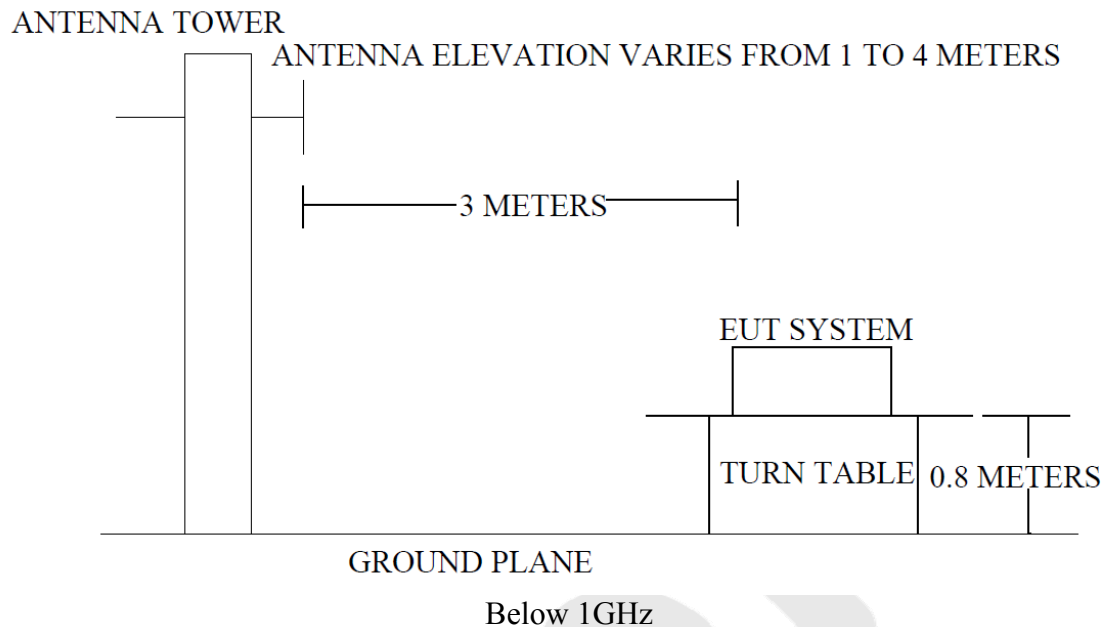 ANTENNA TOWER
ANTENNA ELEVATION VARIES FROM 1 TO 4 METERS
3 METERS
EUT SYSTEM
TURN TABLE
0.8 METERS
GROUND PLANE
Below 1GHz